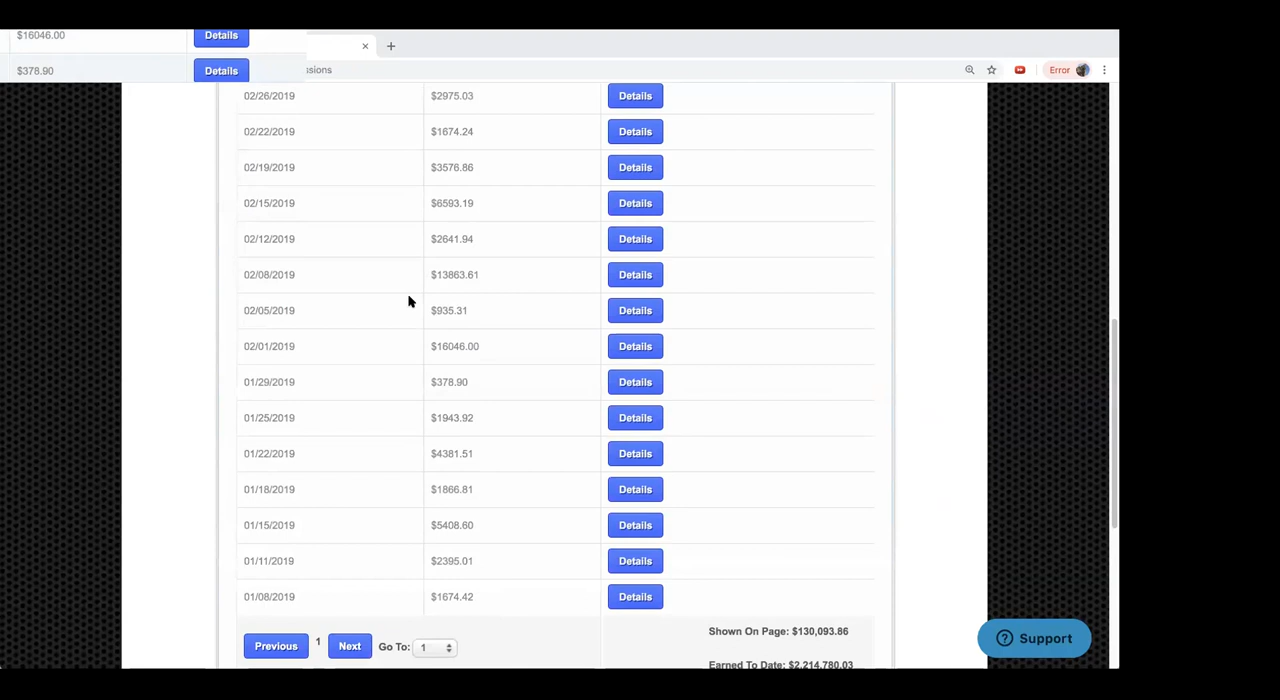 $16046.00 Details
$378.90 Details
ssions
Error
02/26/2019 $2975.03 Details
02/22/2019 $1674.24 Details
02/19/2019 $3576.86 Details
02/15/2019 $6593.19 Details
02/12/2019 $2641.94 Details
02/08/2019 $13863.61 Details
02/05/2019 $935.31 Details
02/01/2019 $16046.00 Details
01/29/2019 $378.90 Details
01/25/2019 $1943.92 Details
01/22/2019 $4381.51 Details
01/18/2019 $1866.81 Details
01/15/2019 $5408.60 Details
01/11/2019 $2395.01 Details
01/08/2019 $1674.42 Details
Shown On Page: $130,093.86
Previous 1 Next Go To: 1
Support
Earned To Date: $2,214,780.03